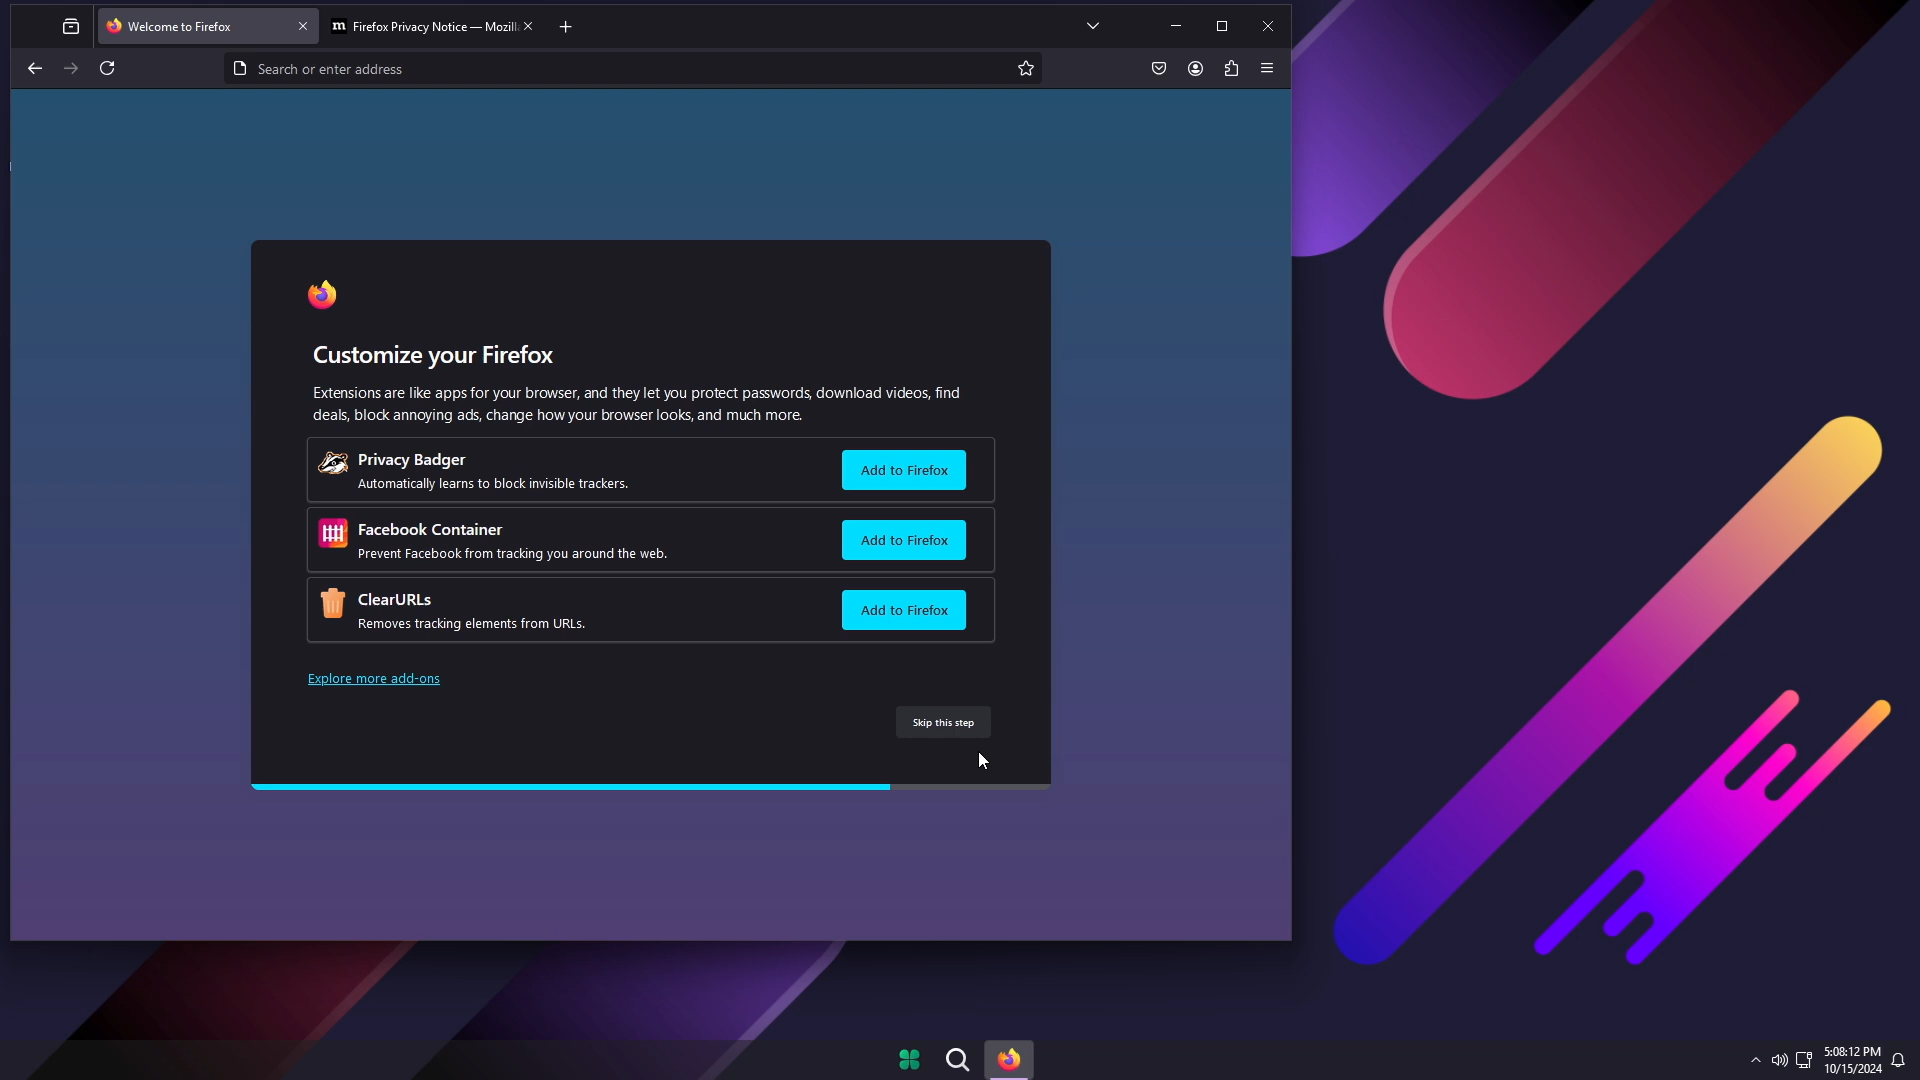 Welcome to Firefox
Firefox Privacy Notice — Mozill
Search or enter address
Customize your Firefox
Extensions are like apps for your browser, and they let you protect passwords, download videos, find
deals, block annoying ads, change how your browser looks, and much more.
Privacy Badger
Automatically learns to block invisible trackers.
Add to Firefox
Facebook Container
Prevent Facebook from tracking you around the web.
Add to Firefox
ClearURLs
Removes tracking elements from URLs.
Add to Firefox
Explore more add-ons
Skip this step
5:08:12 PM
10/15/2024